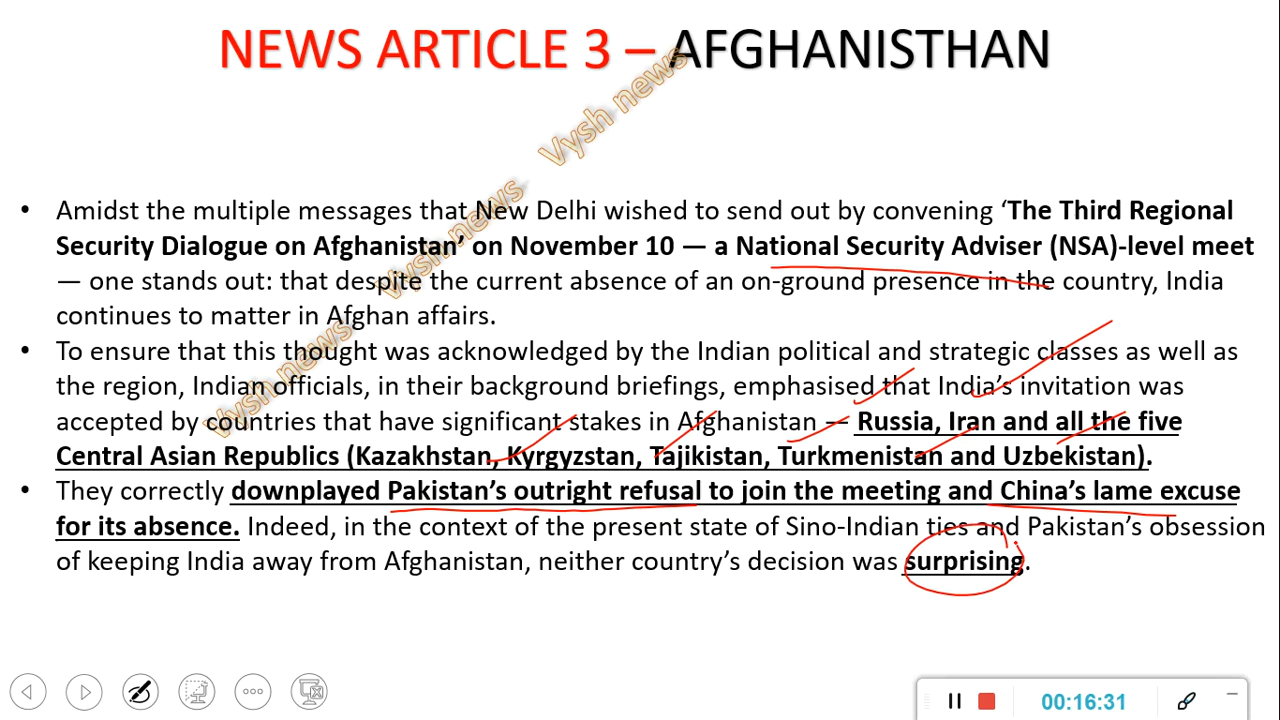 NEWS ARTICLE 3 – AFGHANISTHAN
Vysh news
Vysh news
Vysh news
Vysh news
• Amidst the multiple messages that New Delhi wished to send out by convening ‘The Third Regional
Security Dialogue on Afghanistan’ on November 10 — a National Security Adviser (NSA)-level meet
— one stands out: that despite the current absence of an on-ground presence in the country, India
continues to matter in Afghan affairs.
• To ensure that this thought was acknowledged by the Indian political and strategic classes as well as
the region, Indian officials, in their background briefings, emphasised that India’s invitation was
accepted by countries that have significant stakes in Afghanistan — Russia, Iran and all the five
Central Asian Republics (Kazakhstan, Kyrgyzstan, Tajikistan, Turkmenistan and Uzbekistan).
• They correctly downplayed Pakistan’s outright refusal to join the meeting and China’s lame excuse
for its absence. Indeed, in the context of the present state of Sino-Indian ties and Pakistan’s obsession
of keeping India away from Afghanistan, neither country’s decision was surprising.
00:16:31